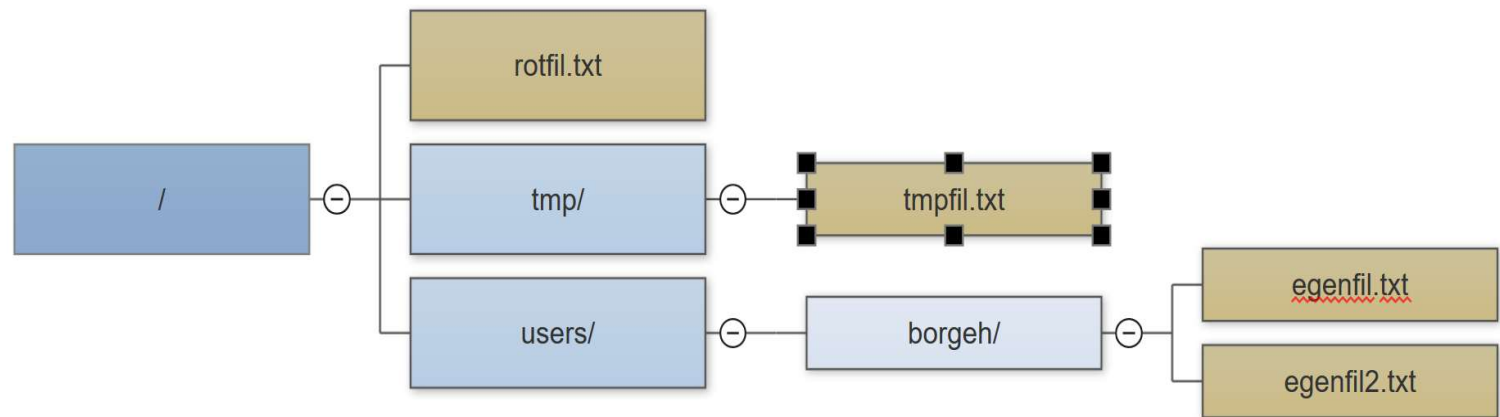 /
rotfil.txt
tmp/
tmpfil.txt
users/
borgeh/
egenfil.txt
egenfil2.txt